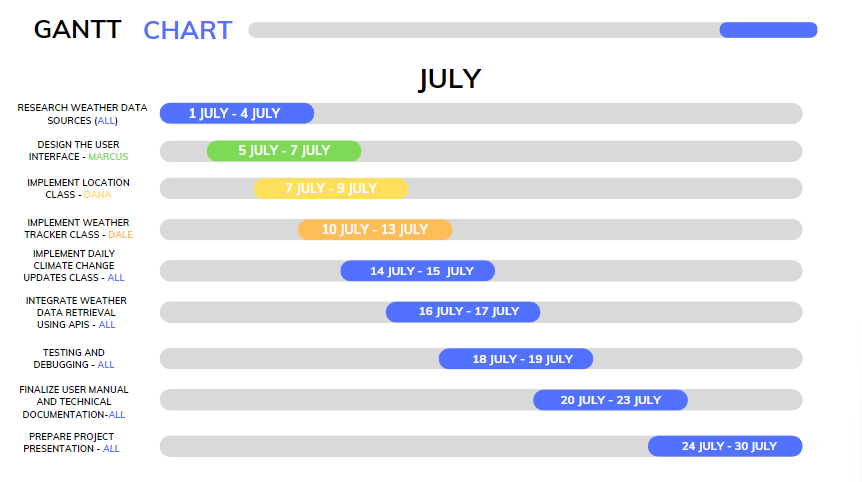 GANTT CHART
JULY
RESEARCH WEATHER DATA
SOURCES (ALL)
1 JULY - 4 JULY
DESIGN THE USER
INTERFACE - MARCUS
5 JULY - 7 JULY
IMPLEMENT LOCATION
CLASS - DANA
7 JULY - 9 JULY
IMPLEMENT WEATHER
TRACKER CLASS - DALE
10 JULY - 13 JULY
IMPLEMENT DAILY
CLIMATE CHANGE
UPDATES CLASS - ALL
14 JULY - 15 JULY
INTEGRATE WEATHER
DATA RETRIEVAL
USING APIS - ALL
16 JULY - 17 JULY
TESTING AND
DEBUGGING - ALL
18 JULY - 19 JULY
FINALIZE USER MANUAL
AND TECHNICAL
DOCUMENTATION-ALL
20 JULY - 23 JULY
PREPARE PROJECT
PRESENTATION - ALL
24 JULY - 30 JULY